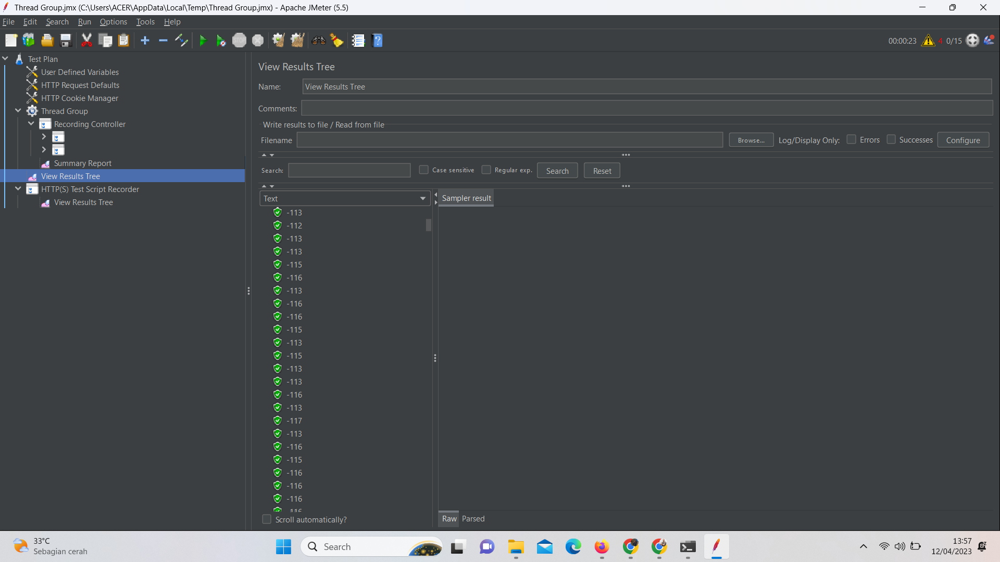 Thread Group.jmx (C:\Users\ACER\AppData\Local\Temp\Thread Group.jmx) - Apache JMeter (5.5)
File Edit Search Run Options Tools Help
STOP
00:00:23 4 0/15
Test Plan
User Defined Variables
HTTP Request Defaults
HTTP Cookie Manager
Thread Group
Recording Controller
Summary Report
View Results Tree
HTTP(S) Test Script Recorder
View Results Tree
View Results Tree
Name: View Results Tree
Comments:
Write results to file / Read from file
Filename Browse... Log/Display Only: Errors Successes Configure
Search: Case sensitive Regular exp. Search Reset
Text
-113
-112
-113
-113
-115
-116
-113
-116
-116
-115
-113
-115
-113
-113
-116
-113
-117
-113
-116
-115
-116
-116
-116
-116
Scroll automatically?
Sampler result
Raw Parsed
33°C
Sebagian cerah
Search
13:57
12/04/2023